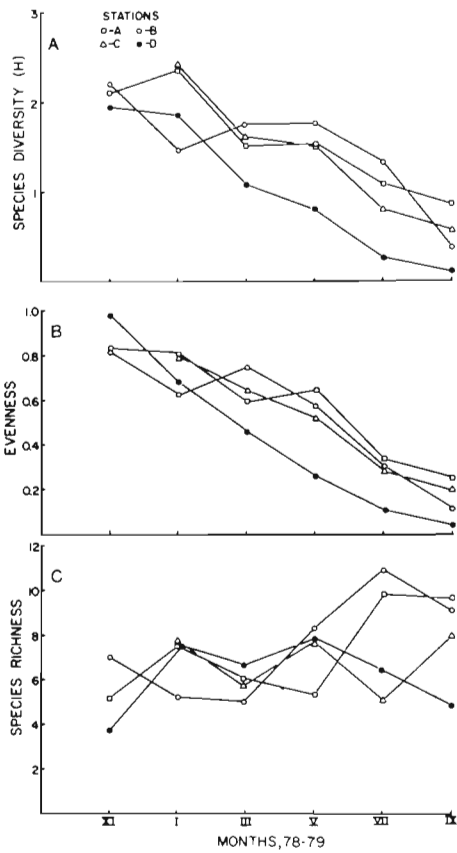 STATIONS
□-A ○-B
△-C ●-D
A
SPECIES DIVERSITY (H)
3
2
1
B
EVENNESS
1.0
0.8
0.6
0.4
0.2
C
SPECIES RICHNESS
12
10
8
6
4
2
XI I III V VII IX
MONTHS, 78-79